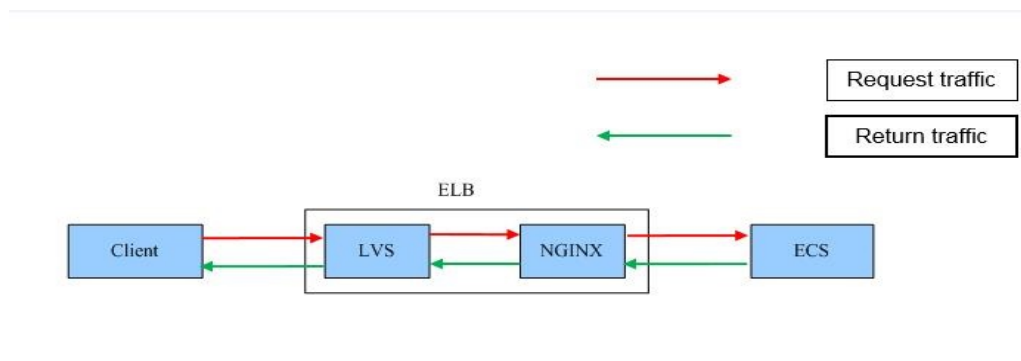 Request traffic
Return traffic
ELB
Client
LVS
NGINX
ECS